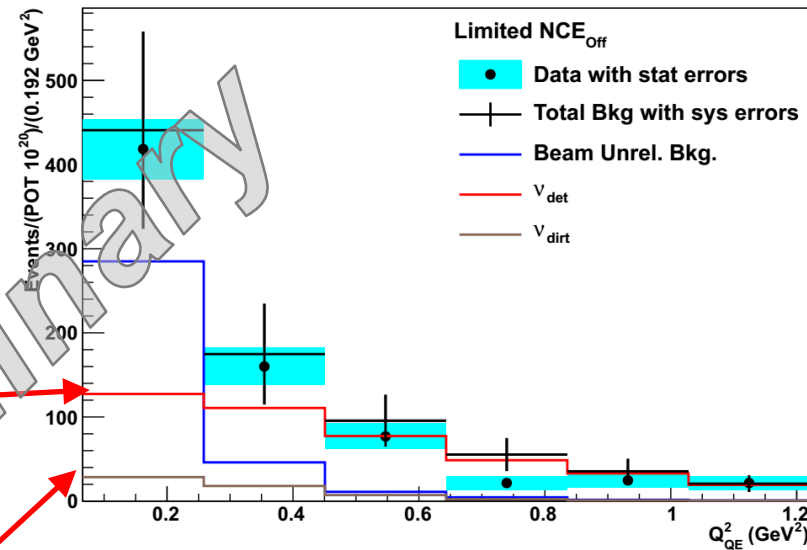 Limited NCE_Off
Data with stat errors
Total Bkg with sys errors
Beam Unrel. Bkg.
ν_det
ν_dirt
Events/(POT 10^20)/(0.192 GeV^2)
500
400
300
200
100
0
0.2
0.4
0.6
0.8
1
1.2
Q^2_QE (GeV^2)
inary